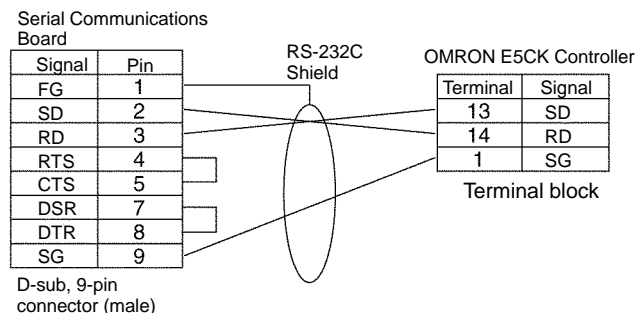 Serial Communications
Board
Signal Pin
FG 1
SD 2
RD 3
RTS 4
CTS 5
DSR 7
DTR 8
SG 9
D-sub, 9-pin
connector (male)
RS-232C
Shield
OMRON E5CK Controller
Terminal Signal
13 SD
14 RD
1 SG
Terminal block